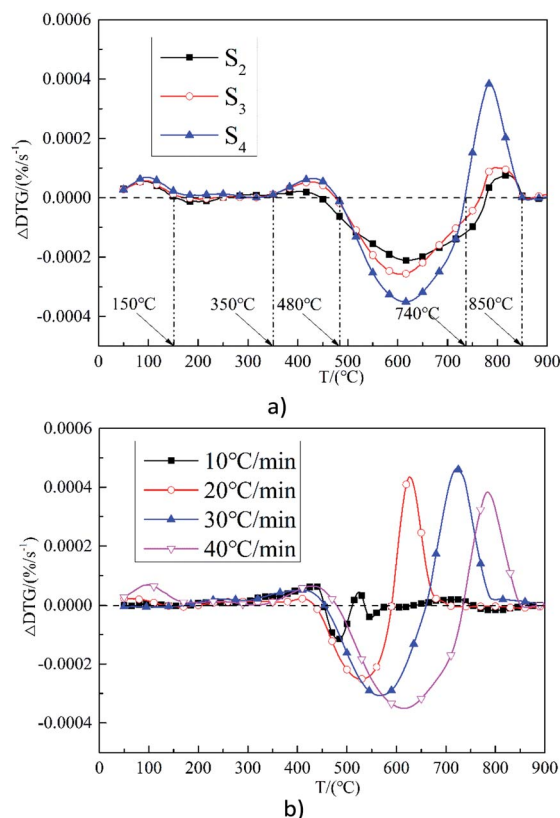 0.0006
0.0004
0.0002
0.0000
-0.0002
-0.0004
△DTG/(%/s⁻¹)
S₂
S₃
S₄
150℃
350℃
480℃
740℃
850℃
0 100 200 300 400 500 600 700 800 900
T/(℃)
a)
0.0006
0.0004
0.0002
0.0000
-0.0002
-0.0004
△DTG/(%/s⁻¹)
10℃/min
20℃/min
30℃/min
40℃/min
0 100 200 300 400 500 600 700 800 900
T/(℃)
b)